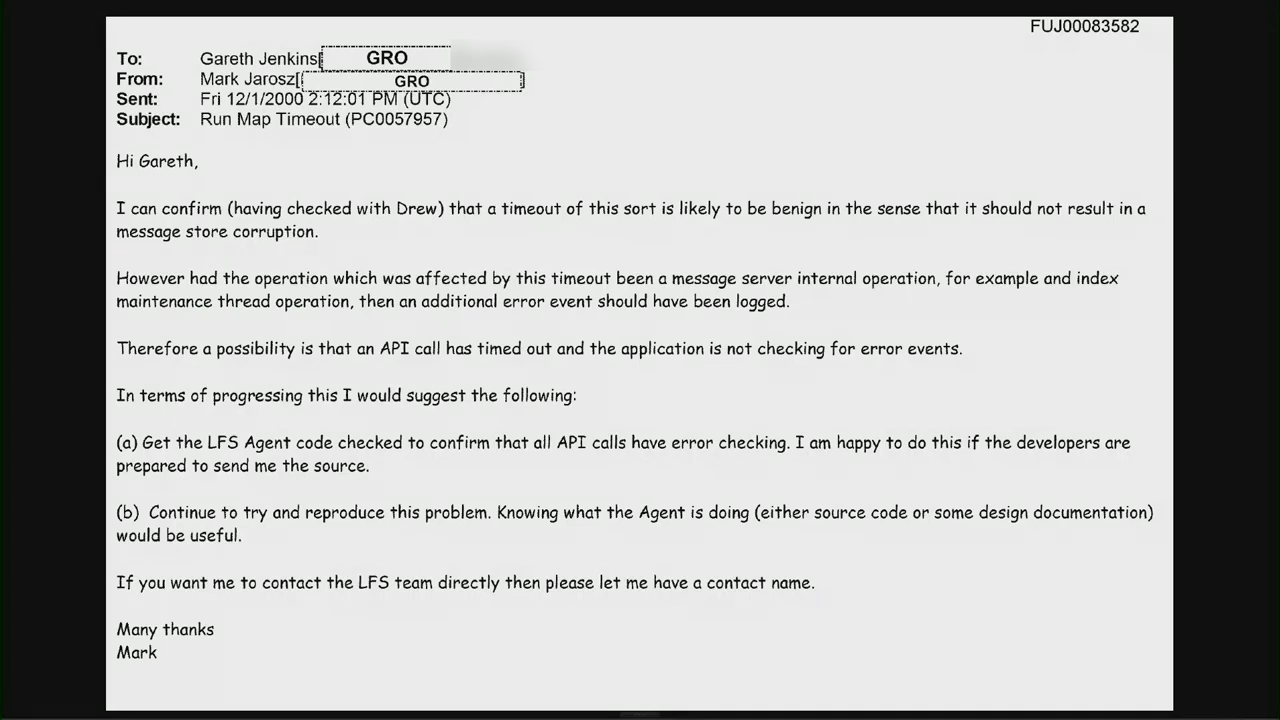 FUJ00083582
To: Gareth Jenkins[ GRO
From: Mark Jarosz[ GRO ]
Sent: Fri 12/1/2000 2:12:01 PM (UTC)
Subject: Run Map Timeout (PC0057957)
Hi Gareth,
I can confirm (having checked with Drew) that a timeout of this sort is likely to be benign in the sense that it should not result in a
message store corruption.
However had the operation which was affected by this timeout been a message server internal operation, for example and index
maintenance thread operation, then an additional error event should have been logged.
Therefore a possibility is that an API call has timed out and the application is not checking for error events.
In terms of progressing this I would suggest the following:
(a) Get the LFS Agent code checked to confirm that all API calls have error checking. I am happy to do this if the developers are
prepared to send me the source.
(b) Continue to try and reproduce this problem. Knowing what the Agent is doing (either source code or some design documentation)
would be useful.
If you want me to contact the LFS team directly then please let me have a contact name.
Many thanks
Mark